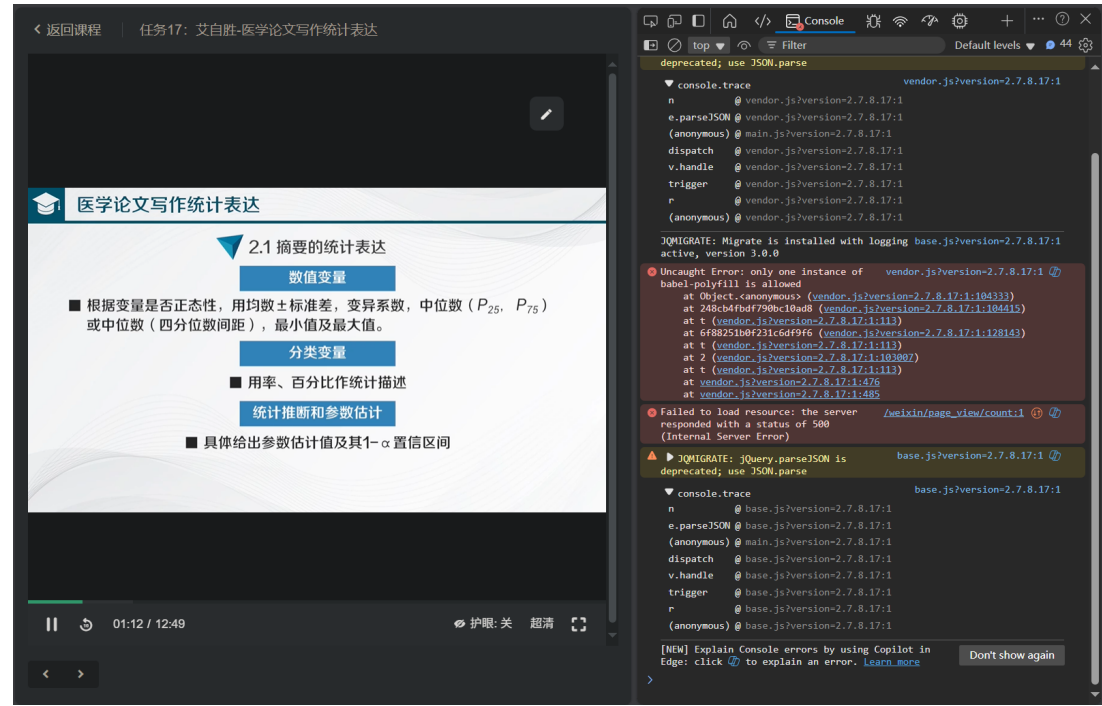 返回课程
任务17：艾自胜-医学论文写作统计表达
医学论文写作统计表达
2.1 摘要的统计表达
数值变量
■ 根据变量是否正态性，用均数±标准差，变异系数，中位数（P25，P75）
或中位数（四分位数间距），最小值及最大值。
分类变量
■ 用率、百分比作统计描述
统计推断和参数估计
■ 具体给出参数估计值及其1-α置信区间
01:12 / 12:49
护眼: 关
超清
Console
top
Filter
Default levels
44
deprecated; use JSON.parse
console.trace vendor.js?version=2.7.8.17:1
n @ vendor.js?version=2.7.8.17:1
e.parseJSON @ vendor.js?version=2.7.8.17:1
(anonymous) @ main.js?version=2.7.8.17:1
dispatch @ vendor.js?version=2.7.8.17:1
v.handle @ vendor.js?version=2.7.8.17:1
trigger @ vendor.js?version=2.7.8.17:1
r @ vendor.js?version=2.7.8.17:1
(anonymous) @ vendor.js?version=2.7.8.17:1
JQMIGRATE: Migrate is installed with logging base.js?version=2.7.8.17:1
active, version 3.0.0
Uncaught Error: only one instance of vendor.js?version=2.7.8.17:1
babel-polyfill is allowed
at Object.<anonymous> (vendor.js?version=2.7.8.17:1:104333)
at 248cb4fbdf790bc10ad8 (vendor.js?version=2.7.8.17:1:104415)
at t (vendor.js?version=2.7.8.17:1:113)
at 6f88251b0f231c6df9f6 (vendor.js?version=2.7.8.17:1:128143)
at t (vendor.js?version=2.7.8.17:1:113)
at 2 (vendor.js?version=2.7.8.17:1:103007)
at t (vendor.js?version=2.7.8.17:1:113)
at vendor.js?version=2.7.8.17:1:476
at vendor.js?version=2.7.8.17:1:485
Failed to load resource: the server /weixin/page_view/count:1
responded with a status of 500
(Internal Server Error)
JQMIGRATE: jQuery.parseJSON is base.js?version=2.7.8.17:1
deprecated; use JSON.parse
console.trace base.js?version=2.7.8.17:1
n @ base.js?version=2.7.8.17:1
e.parseJSON @ base.js?version=2.7.8.17:1
(anonymous) @ main.js?version=2.7.8.17:1
dispatch @ base.js?version=2.7.8.17:1
v.handle @ base.js?version=2.7.8.17:1
trigger @ base.js?version=2.7.8.17:1
r @ base.js?version=2.7.8.17:1
(anonymous) @ base.js?version=2.7.8.17:1
[NEW] Explain Console errors by using Copilot in
Edge: click to explain an error. Learn more
Don't show again